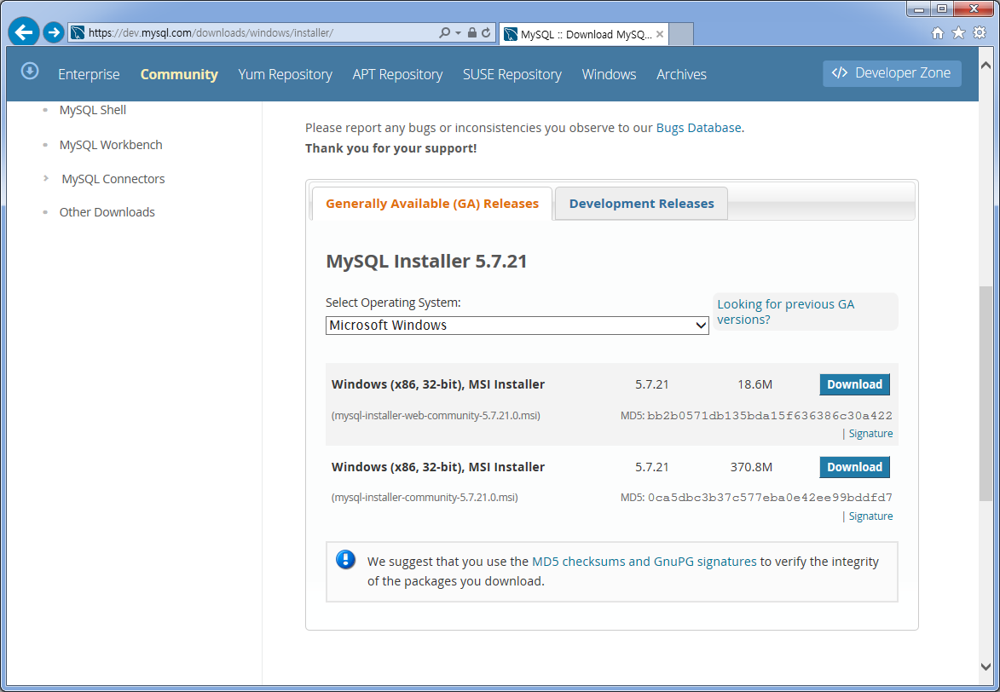 https://dev.mysql.com/downloads/windows/installer/
MySQL :: Download MySQ...
Enterprise
Community
Yum Repository
APT Repository
SUSE Repository
Windows
Archives
</> Developer Zone
MySQL Shell
MySQL Workbench
MySQL Connectors
Other Downloads
Please report any bugs or inconsistencies you observe to our Bugs Database.
Thank you for your support!
Generally Available (GA) Releases
Development Releases
MySQL Installer 5.7.21
Select Operating System:
Microsoft Windows
Looking for previous GA
versions?
Windows (x86, 32-bit), MSI Installer 5.7.21 18.6M Download
(mysql-installer-web-community-5.7.21.0.msi) MD5: bb2b0571db135bda15f636386c30a422
| Signature
Windows (x86, 32-bit), MSI Installer 5.7.21 370.8M Download
(mysql-installer-community-5.7.21.0.msi) MD5: 0ca5dbc3b37c577eba0e42ee99bddfd7
| Signature
We suggest that you use the MD5 checksums and GnuPG signatures to verify the integrity
of the packages you download.